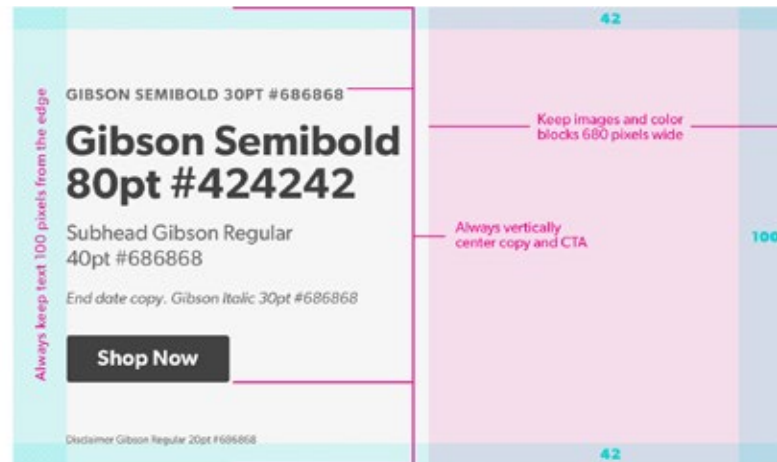 42
Always keep text 100 pixels from the edge
GIBSON SEMIBOLD 30PT #686868
Gibson Semibold
80pt #424242
Subhead Gibson Regular
40pt #686868
End date copy. Gibson Italic 30pt #686868
Shop Now
Disclaimer Gibson Regular 20pt #686868
Keep images and color
blocks 680 pixels wide
Always vertically
center copy and CTA
100
42